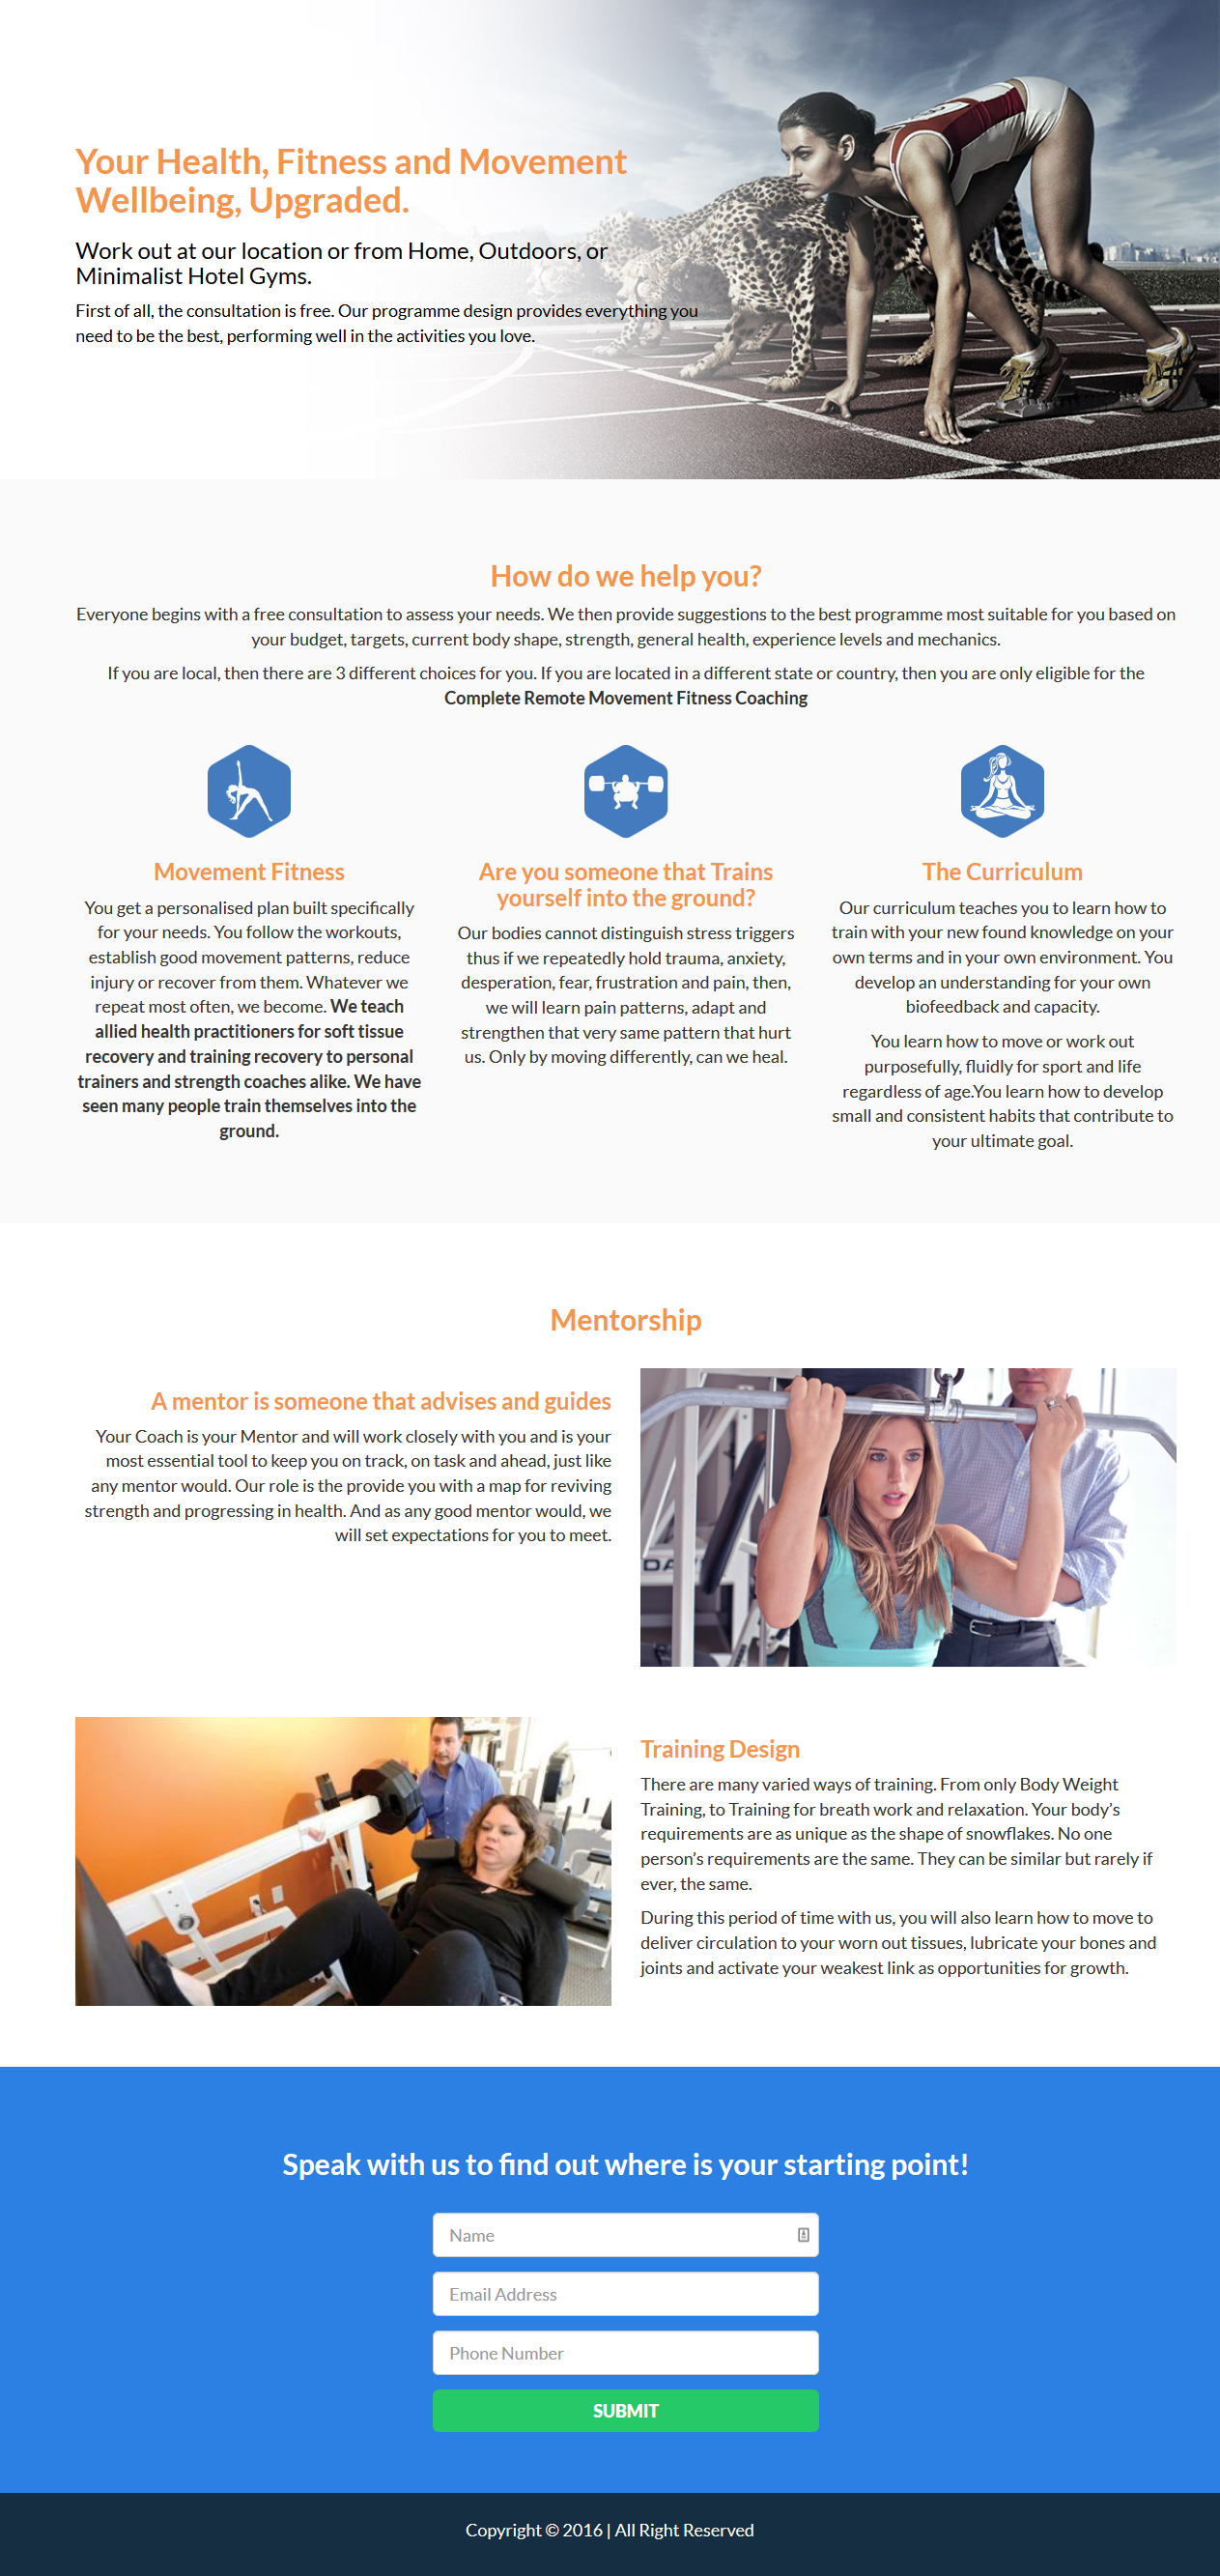 Your Health, Fitness and Movement
Wellbeing, Upgraded.
Work out at our location or from Home, Outdoors, or
Minimalist Hotel Gyms.
First of all, the consultation is free. Our programme design provides everything you
need to be the best, performing well in the activities you love.
How do we help you?
Everyone begins with a free consultation to assess your needs. We then provide suggestions to the best programme most suitable for you based on
your budget, targets, current body shape, strength, general health, experience levels and mechanics.
If you are local, then there are 3 different choices for you. If you are located in a different state or country, then you are only eligible for the
Complete Remote Movement Fitness Coaching
Movement Fitness
You get a personalised plan built specifically
for your needs. You follow the workouts,
establish good movement patterns, reduce
injury or recover from them. Whatever we
repeat most often, we become. We teach
allied health practitioners for soft tissue
recovery and training recovery to personal
trainers and strength coaches alike. We have
seen many people train themselves into the
ground.
Are you someone that Trains
yourself into the ground?
Our bodies cannot distinguish stress triggers
thus if we repeatedly hold trauma, anxiety,
desperation, fear, frustration and pain, then,
we will learn pain patterns, adapt and
strengthen that very same pattern that hurt
us. Only by moving differently, can we heal.
The Curriculum
Our curriculum teaches you to learn how to
train with your new found knowledge on your
own terms and in your own environment. You
develop an understanding for your own
biofeedback and capacity.
You learn how to move or work out
purposefully, fluidly for sport and life
regardless of age.You learn how to develop
small and consistent habits that contribute to
your ultimate goal.
Mentorship
A mentor is someone that advises and guides
Your Coach is your Mentor and will work closely with you and is your
most essential tool to keep you on track, on task and ahead, just like
any mentor would. Our role is the provide you with a map for reviving
strength and progressing in health. And as any good mentor would, we
will set expectations for you to meet.
Training Design
There are many varied ways of training. From only Body Weight
Training, to Training for breath work and relaxation. Your body’s
requirements are as unique as the shape of snowflakes. No one
person’s requirements are the same. They can be similar but rarely if
ever, the same.
During this period of time with us, you will also learn how to move to
deliver circulation to your worn out tissues, lubricate your bones and
joints and activate your weakest link as opportunities for growth.
Speak with us to find out where is your starting point!
Name
Email Address
Phone Number
SUBMIT
Copyright © 2016 | All Right Reserved